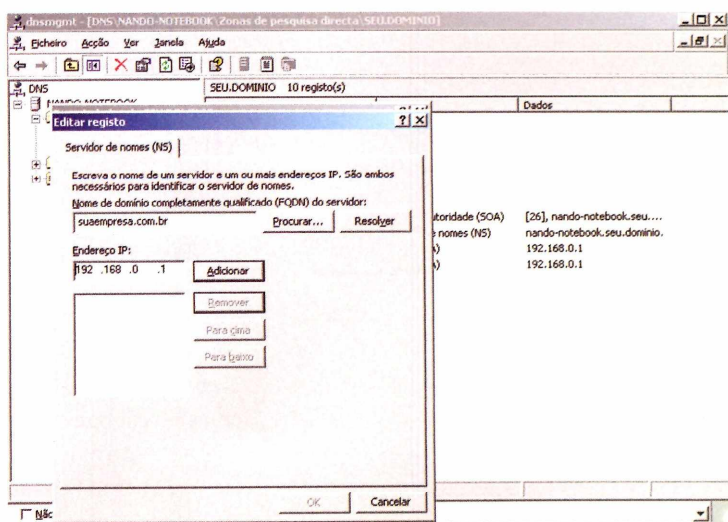 dnsmgmt - [DNS\NANDO-NOTEBOOK\Zonas de pesquisa directa\SEU.DOMINIO]
Ficheiro Acção Ver Janela Ajuda
DNS
SEU.DOMINIO 10 registo(s)
NANDO-NOTEBOOK
Dados
Editar registo
Servidor de nomes (NS)
Escreva o nome de um servidor e um ou mais endereços IP. São ambos
necessários para identificar o servidor de nomes.
Nome de domínio completamente qualificado (FQDN) do servidor:
suaempresa.com.br
Procurar...
Resolver
Endereço IP:
192 .168 .0 .1
Adicionar
Remover
Para cima
Para baixo
toridade (SOA) [26], nando-notebook.seu....
nomes (NS) nando-notebook.seu.dominio.
192.168.0.1
192.168.0.1
OK
Cancelar